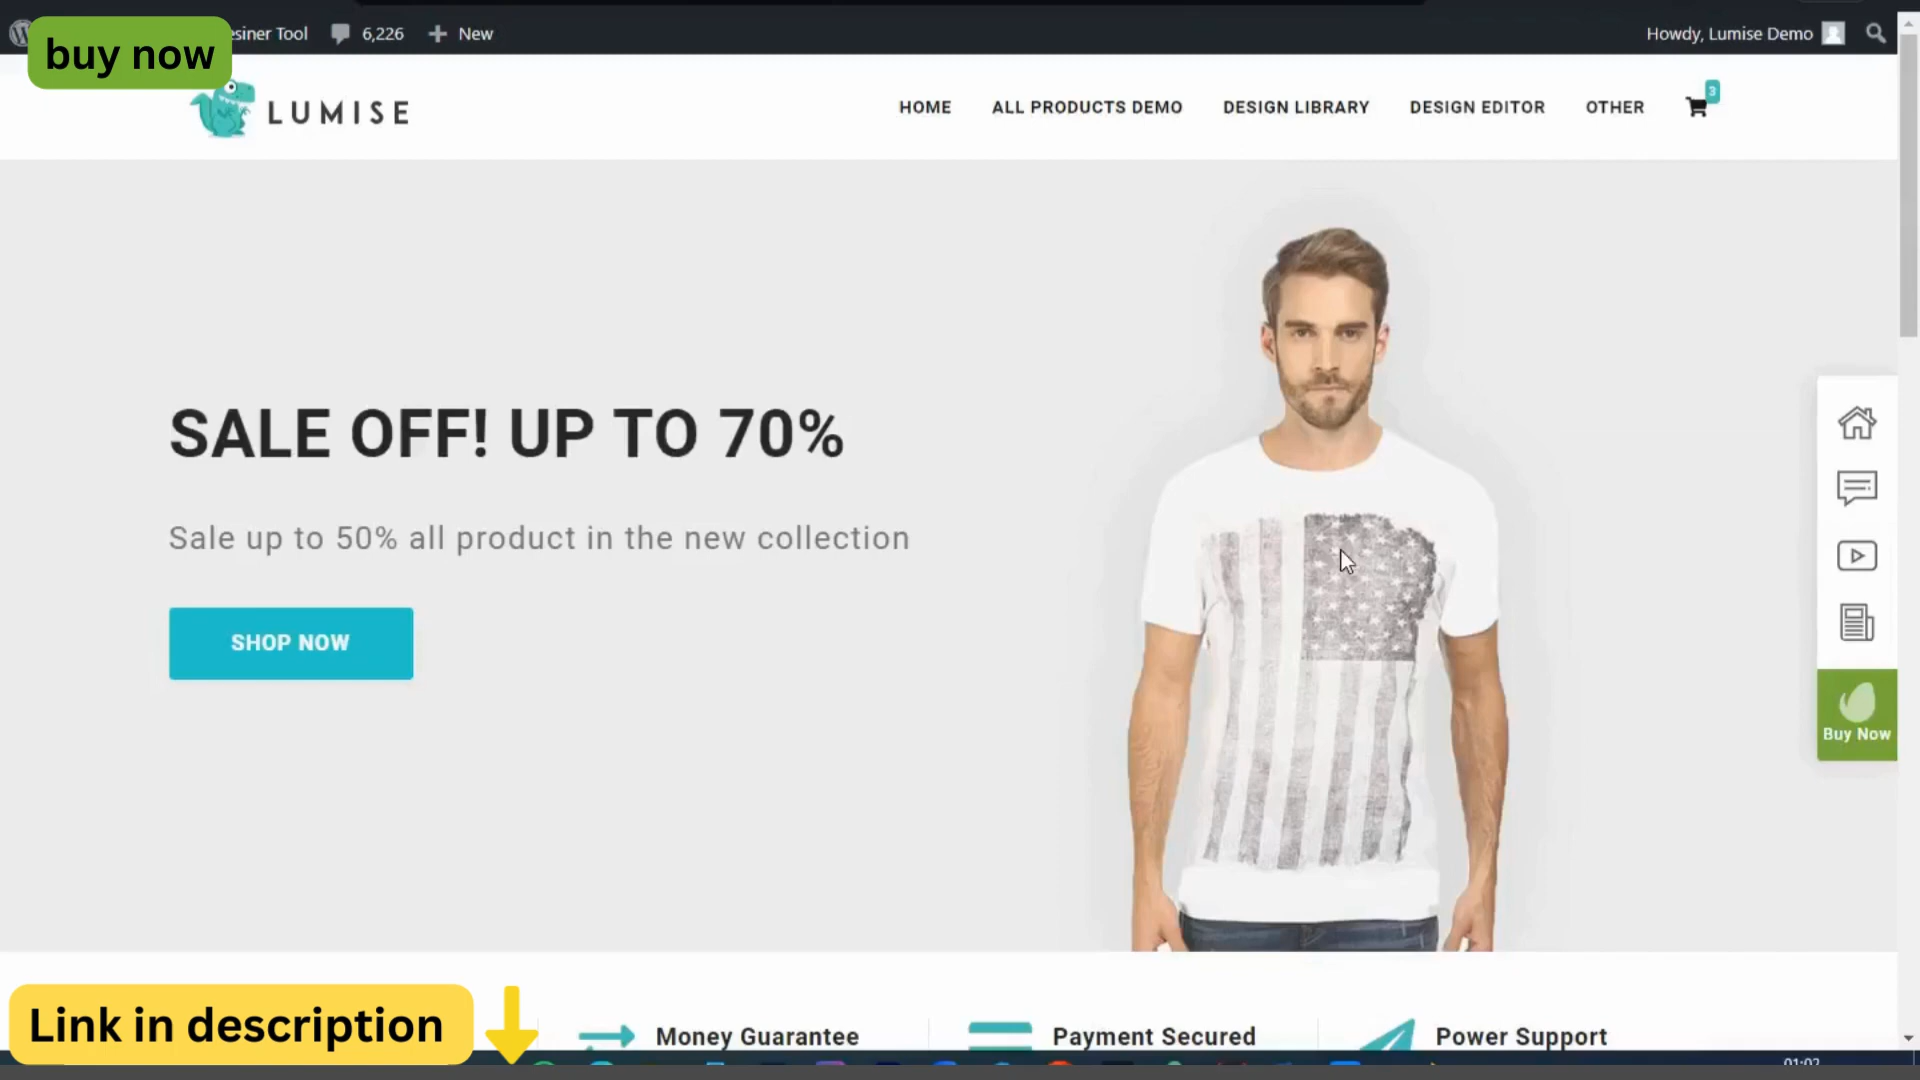 buy now
esiner Tool
6,226
New
Howdy, Lumise Demo
LUMISE
HOME
ALL PRODUCTS DEMO
DESIGN LIBRARY
DESIGN EDITOR
OTHER
3
SALE OFF! UP TO 70%
Sale up to 50% all product in the new collection
SHOP NOW
Buy Now
Link in description
Money Guarantee
Payment Secured
Power Support